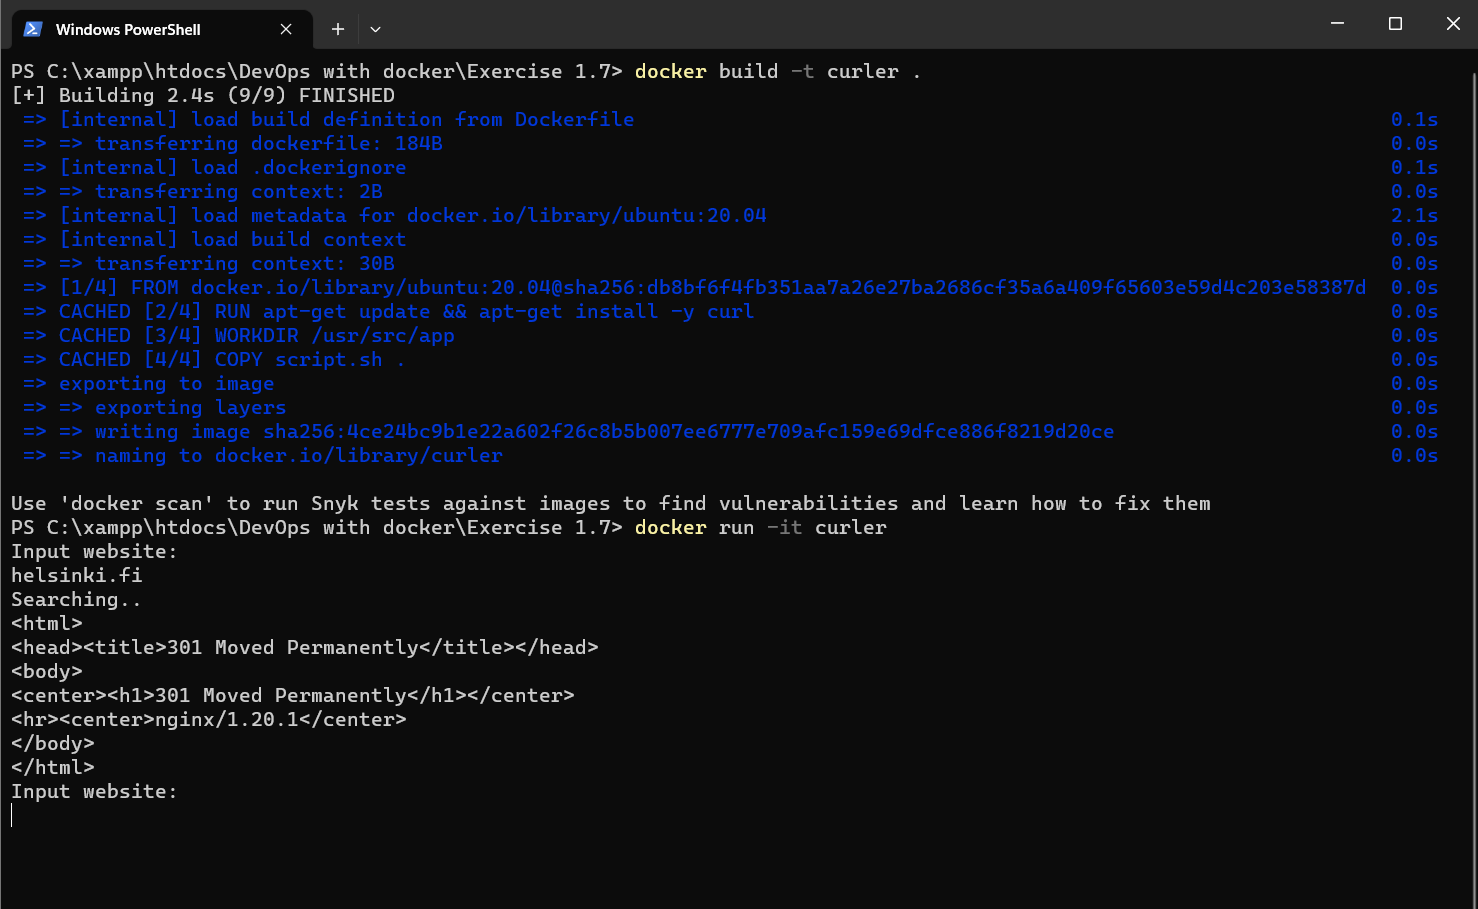 Windows PowerShell
PS C:\xampp\htdocs\DevOps with docker\Exercise 1.7> docker build -t curler .
[+] Building 2.4s (9/9) FINISHED
=> [internal] load build definition from Dockerfile 0.1s
=> => transferring dockerfile: 184B 0.0s
=> [internal] load .dockerignore 0.1s
=> => transferring context: 2B 0.0s
=> [internal] load metadata for docker.io/library/ubuntu:20.04 2.1s
=> [internal] load build context 0.0s
=> => transferring context: 30B 0.0s
=> [1/4] FROM docker.io/library/ubuntu:20.04@sha256:db8bf6f4fb351aa7a26e27ba2686cf35a6a409f65603e59d4c203e58387d 0.0s
=> CACHED [2/4] RUN apt-get update && apt-get install -y curl 0.0s
=> CACHED [3/4] WORKDIR /usr/src/app 0.0s
=> CACHED [4/4] COPY script.sh . 0.0s
=> exporting to image 0.0s
=> => exporting layers 0.0s
=> => writing image sha256:4ce24bc9b1e22a602f26c8b5b007ee6777e709afc159e69dfce886f8219d20ce 0.0s
=> => naming to docker.io/library/curler 0.0s
Use 'docker scan' to run Snyk tests against images to find vulnerabilities and learn how to fix them
PS C:\xampp\htdocs\DevOps with docker\Exercise 1.7> docker run -it curler
Input website:
helsinki.fi
Searching..
<html>
<head><title>301 Moved Permanently</title></head>
<body>
<center><h1>301 Moved Permanently</h1></center>
<hr><center>nginx/1.20.1</center>
</body>
</html>
Input website: